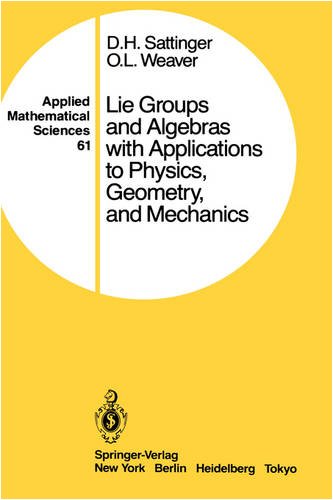 D.H. Sattinger
O.L. Weaver
Applied
Mathematical
Sciences
61
Lie Groups
and Algebras
with Applications
to Physics,
Geometry,
and Mechanics
Springer-Verlag
New York Berlin Heidelberg Tokyo